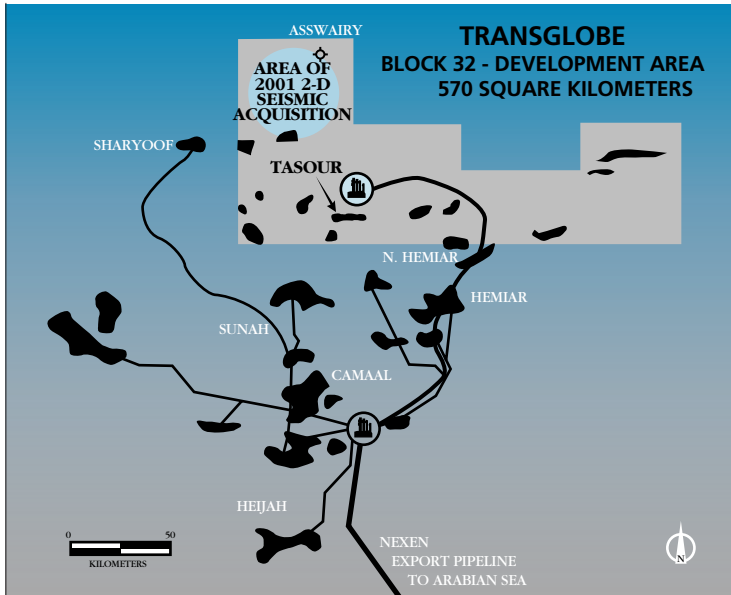 ASSWAIRY
TRANSGLOBE
BLOCK 32 - DEVELOPMENT AREA
570 SQUARE KILOMETERS
AREA OF
2001 2-D
SEISMIC
ACQUISITION
SHARYOOF
TASOUR
N. HEMIAR
HEMIAR
SUNAH
CAMAAL
HEIJAH
0 50
KILOMETERS
NEXEN
EXPORT PIPELINE
TO ARABIAN SEA
N